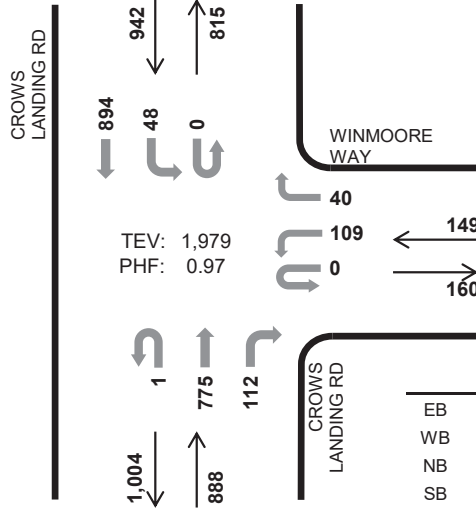 942
815
CROWS
LANDING RD
894
48
0
WINMOORE
WAY
40
TEV: 1,979
PHF: 0.97
109
0
149
160
1
775
112
1,004
888
CROWS
LANDING RD
EB
WB
NB
SB